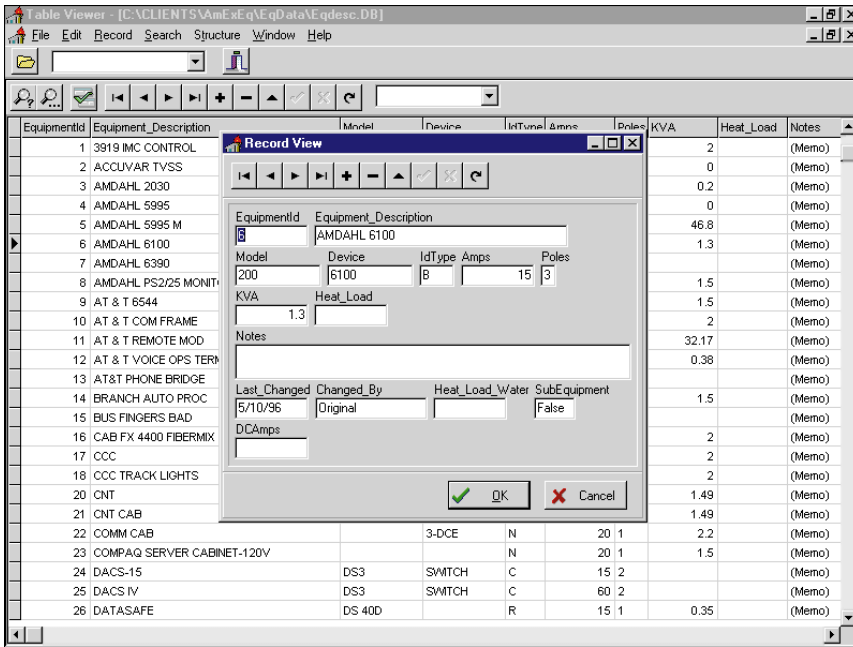 Table Viewer - [C:\CLIENTS\AmExEq\EqData\Eqdesc.DB]
File Edit Record Search Structure Window Help
EquipmentId Equipment_Description Model Device IdType Amps Poles KVA Heat_Load Notes
1 3919 IMC CONTROL 2 (Memo)
2 ACCUVAR TVSS 0 (Memo)
3 AMDAHL 2030 0.2 (Memo)
4 AMDAHL 5995 0 (Memo)
5 AMDAHL 5995 M 46.8 (Memo)
6 AMDAHL 6100 1.3 (Memo)
7 AMDAHL 6390 (Memo)
8 AMDAHL PS2/25 MONIT 1.5 (Memo)
9 AT & T 6544 1.5 (Memo)
10 AT & T COM FRAME 2 (Memo)
11 AT & T REMOTE MOD 32.17 (Memo)
12 AT & T VOICE OPS TERM 0.38 (Memo)
13 AT&T PHONE BRIDGE (Memo)
14 BRANCH AUTO PROC 1.5 (Memo)
15 BUS FINGERS BAD (Memo)
16 CAB FX 4400 FIBERMIX 2 (Memo)
17 CCC 2 (Memo)
18 CCC TRACK LIGHTS 2 (Memo)
20 CNT 1.49 (Memo)
21 CNT CAB 1.49 (Memo)
22 COMM CAB 3-DCE N 20 1 2.2 (Memo)
23 COMPAQ SERVER CABINET-120V N 20 1 1.5 (Memo)
24 DACS-15 DS3 SWITCH C 15 2 (Memo)
25 DACS IV DS3 SWITCH C 60 2 (Memo)
26 DATASAFE DS 40D R 15 1 0.35 (Memo)
Record View
EquipmentId Equipment_Description
6 AMDAHL 6100
Model Device IdType Amps Poles
200 6100 B 15 3
KVA Heat_Load
1.3
Notes
Last_Changed Changed_By Heat_Load_Water SubEquipment
5/10/96 Original False
DCAmps
OK Cancel